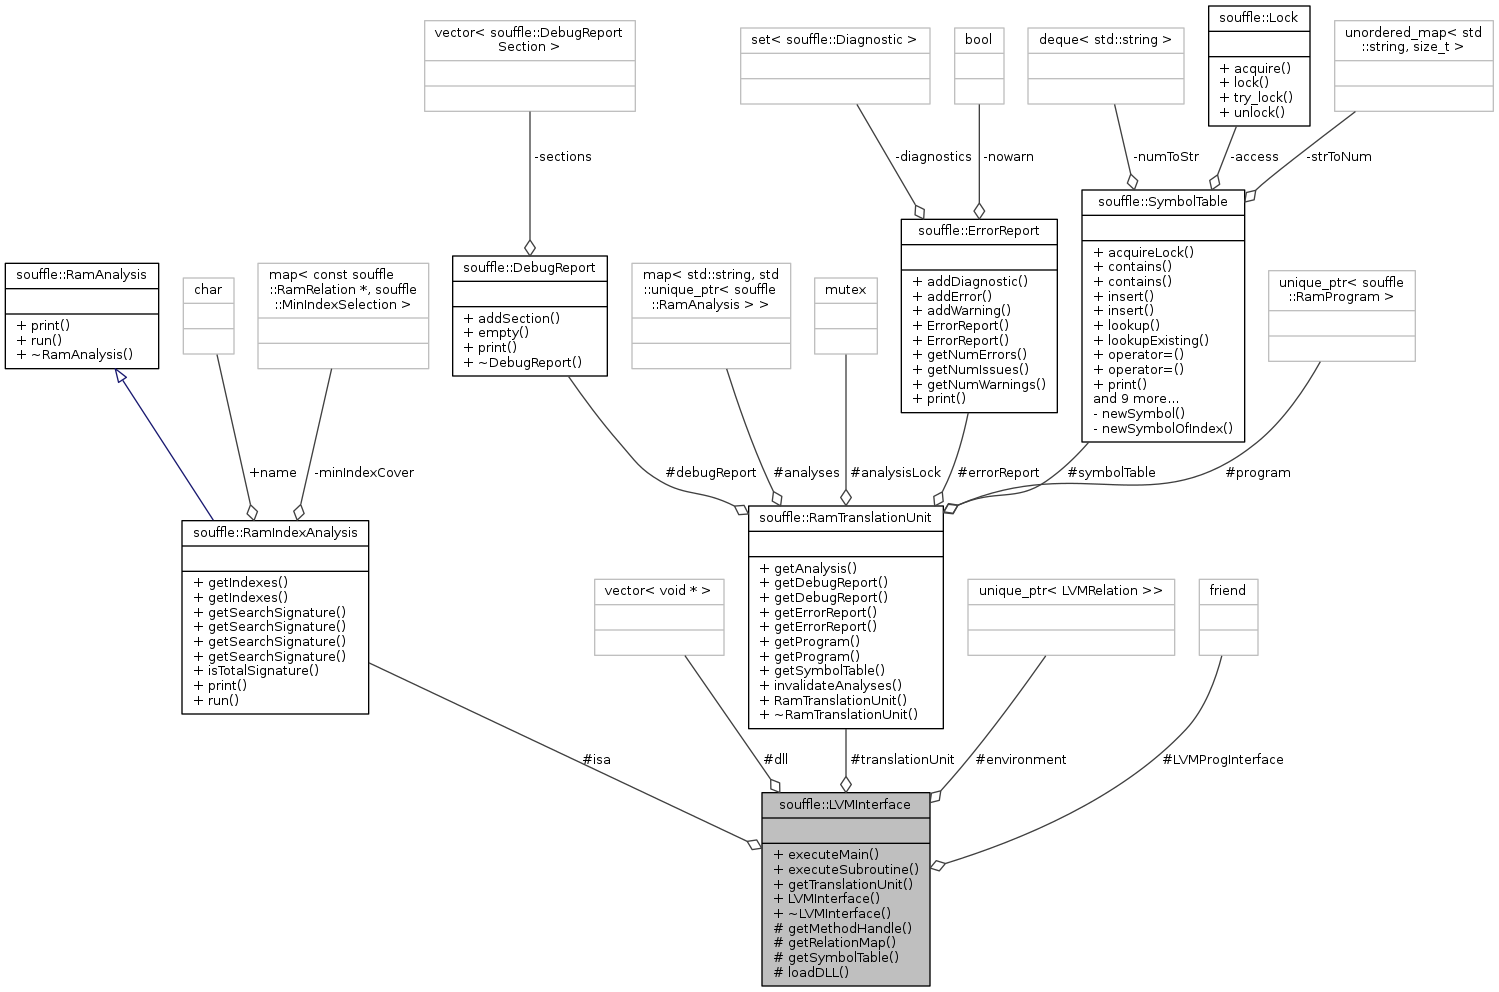 souffle::Lock
+ acquire()
+ lock()
+ try_lock()
+ unlock()
vector< souffle::DebugReport
Section >
set< souffle::Diagnostic >
bool
deque< std::string >
unordered_map< std
::string, size_t >
-sections
-diagnostics
-nowarn
-numToStr
-access
-strToNum
souffle::SymbolTable
+ acquireLock()
+ contains()
+ contains()
+ insert()
+ insert()
+ lookup()
+ lookupExisting()
+ operator=()
+ operator=()
+ print()
and 9 more...
- newSymbol()
- newSymbolOfIndex()
souffle::ErrorReport
+ addDiagnostic()
+ addError()
+ addWarning()
+ ErrorReport()
+ ErrorReport()
+ getNumErrors()
+ getNumIssues()
+ getNumWarnings()
+ print()
souffle::RamAnalysis
+ print()
+ run()
+ ~RamAnalysis()
char
map< const souffle
::RamRelation *, souffle
::MinIndexSelection >
souffle::DebugReport
+ addSection()
+ empty()
+ print()
+ ~DebugReport()
map< std::string, std
::unique_ptr< souffle
::RamAnalysis > >
mutex
unique_ptr< souffle
::RamProgram >
+name
-minIndexCover
#debugReport
#analyses
#analysisLock
#errorReport
#symbolTable
#program
souffle::RamIndexAnalysis
+ getIndexes()
+ getIndexes()
+ getSearchSignature()
+ getSearchSignature()
+ getSearchSignature()
+ getSearchSignature()
+ isTotalSignature()
+ print()
+ run()
souffle::RamTranslationUnit
+ getAnalysis()
+ getDebugReport()
+ getDebugReport()
+ getErrorReport()
+ getErrorReport()
+ getProgram()
+ getProgram()
+ getSymbolTable()
+ invalidateAnalyses()
+ RamTranslationUnit()
+ ~RamTranslationUnit()
vector< void * >
unique_ptr< LVMRelation >>
friend
#isa
#dll
#translationUnit
#environment
#LVMProgInterface
souffle::LVMInterface
+ executeMain()
+ executeSubroutine()
+ getTranslationUnit()
+ LVMInterface()
+ ~LVMInterface()
# getMethodHandle()
# getRelationMap()
# getSymbolTable()
# loadDLL()